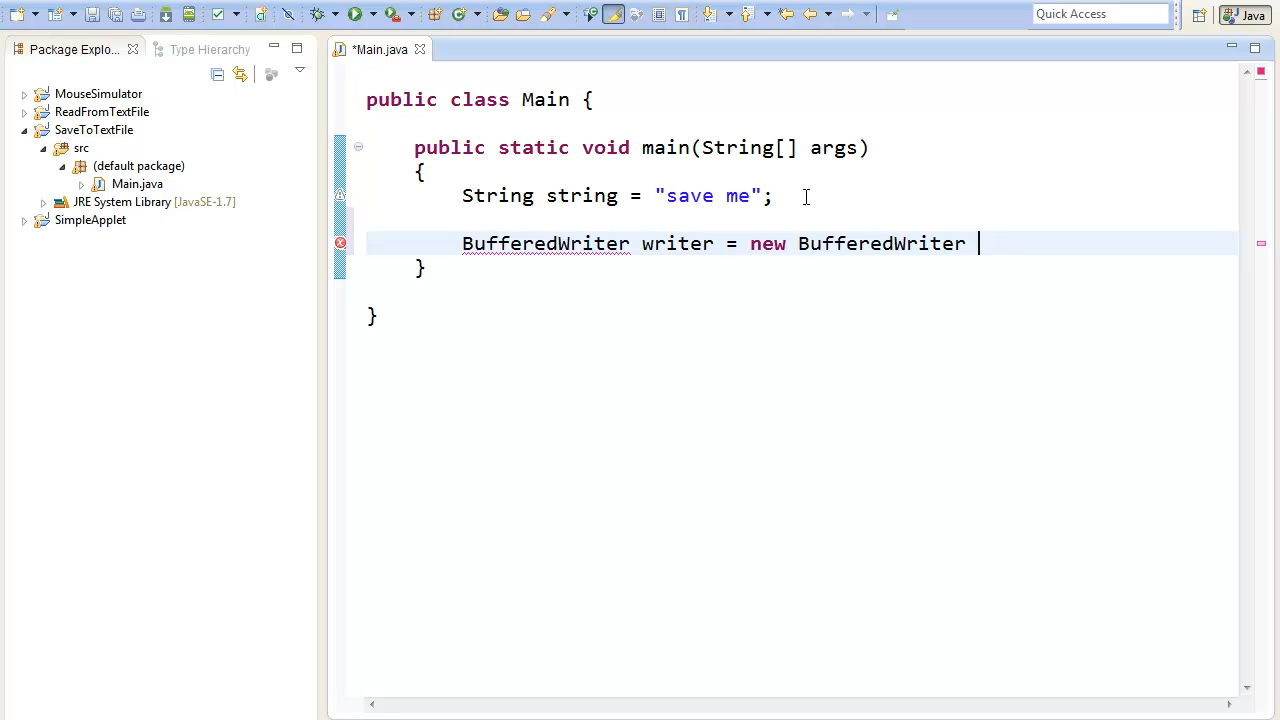 Quick Access
Java
Package Explo...
Type Hierarchy
*Main.java
MouseSimulator
ReadFromTextFile
SaveToTextFile
src
(default package)
Main.java
JRE System Library [JavaSE-1.7]
SimpleApplet
public class Main {
public static void main(String[] args)
{
String string = "save me";
BufferedWriter writer = new BufferedWriter
}
}